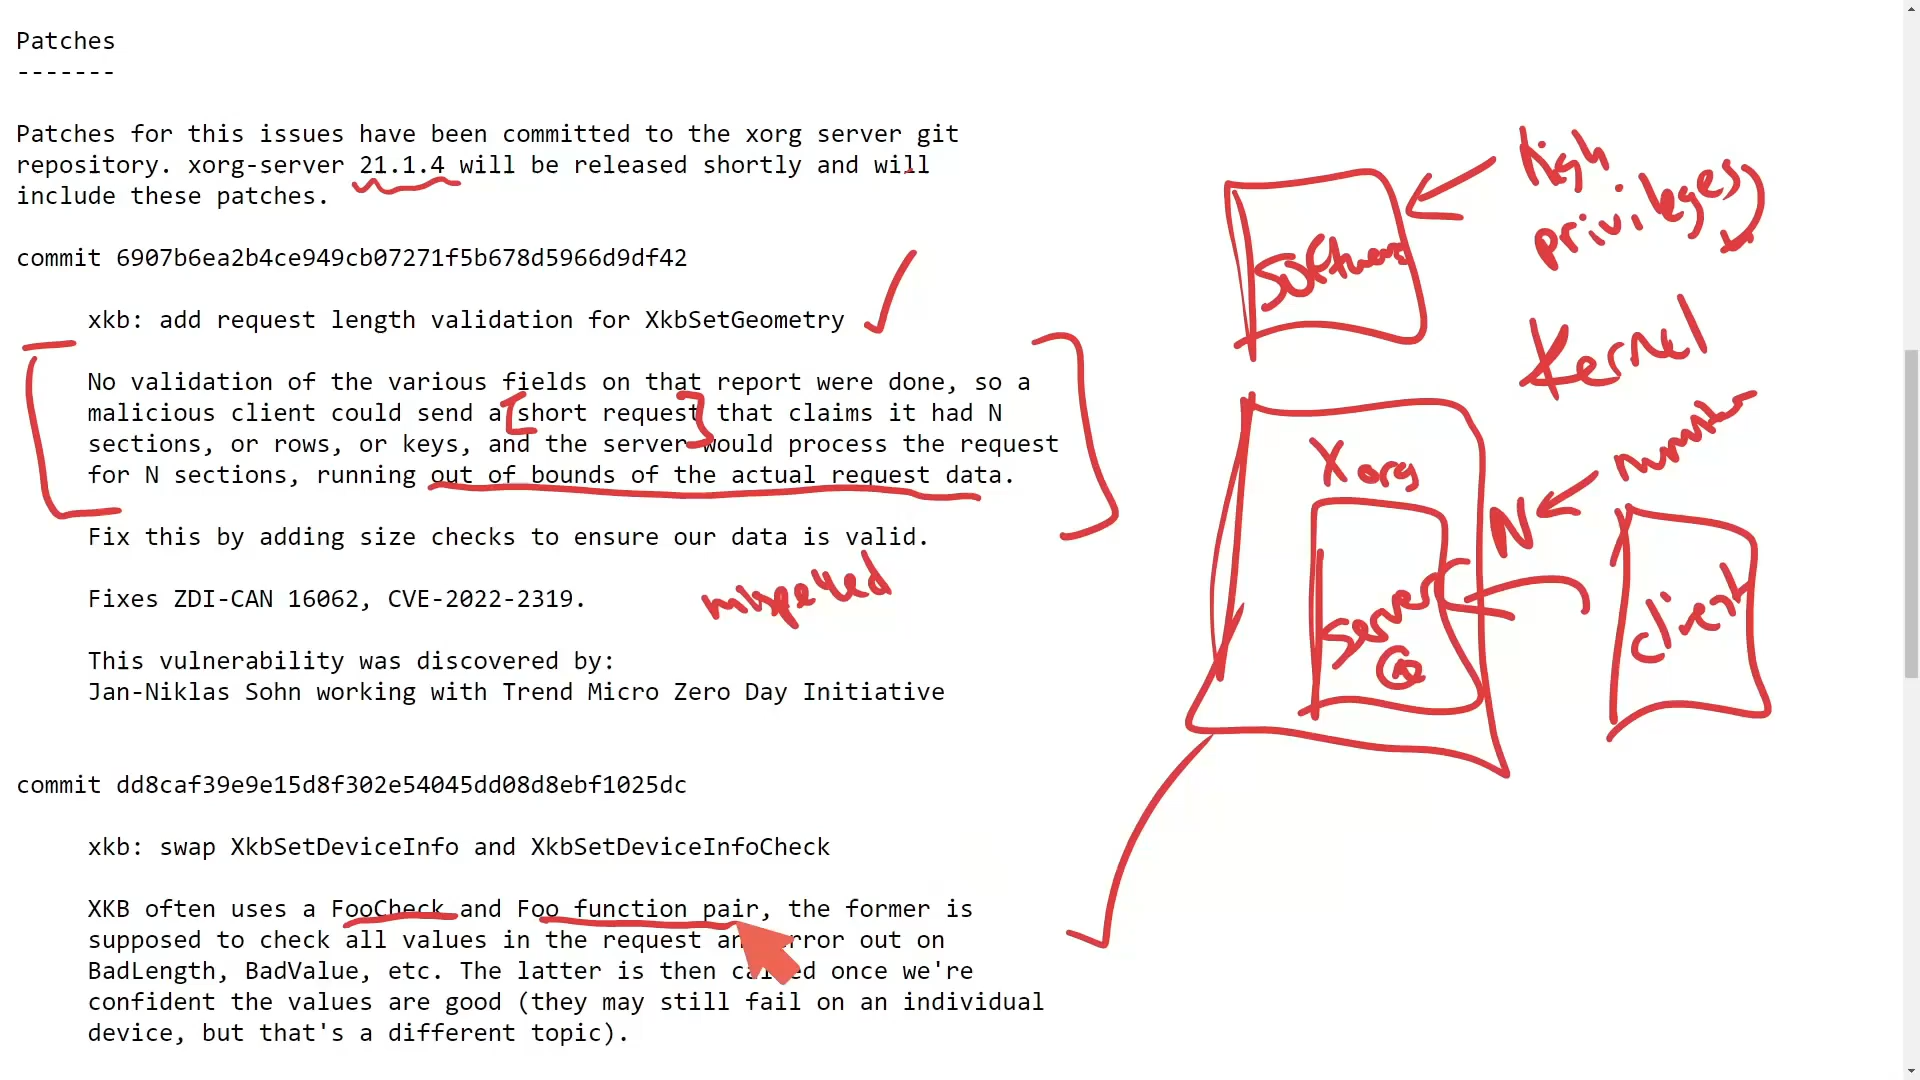 Patches
-------
Patches for this issues have been committed to the xorg server git
repository. xorg-server 21.1.4 will be released shortly and will
include these patches.
commit 6907b6ea2b4ce949cb07271f5b678d5966d9df42
xkb: add request length validation for XkbSetGeometry
No validation of the various fields on that report were done, so a
malicious client could send a short request that claims it had N
sections, or rows, or keys, and the server would process the request
for N sections, running out of bounds of the actual request data.
Fix this by adding size checks to ensure our data is valid.
Fixes ZDI-CAN 16062, CVE-2022-2319.
This vulnerability was discovered by:
Jan-Niklas Sohn working with Trend Micro Zero Day Initiative
commit dd8caf39e9e15d8f302e54045dd08d8ebf1025dc
xkb: swap XkbSetDeviceInfo and XkbSetDeviceInfoCheck
XKB often uses a FooCheck and Foo function pair, the former is
supposed to check all values in the request and error out on
BadLength, BadValue, etc. The latter is then called once we're
confident the values are good (they may still fail on an individual
device, but that's a different topic).
High
privileges
Software
Kernel
Xorg
number
N
Server
Client